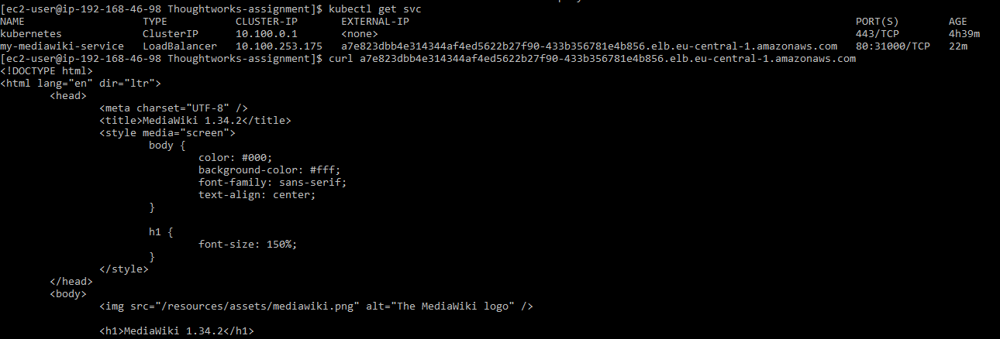 [ec2-user@ip-192-168-46-98 Thoughtworks-assignment]$ kubectl get svc
NAME TYPE CLUSTER-IP EXTERNAL-IP PORT(S) AGE
kubernetes ClusterIP 10.100.0.1 <none> 443/TCP 4h39m
my-mediawiki-service LoadBalancer 10.100.253.175 a7e823dbb4e314344af4ed5622b27f90-433b356781e4b856.elb.eu-central-1.amazonaws.com 80:31000/TCP 22m
[ec2-user@ip-192-168-46-98 Thoughtworks-assignment]$ curl a7e823dbb4e314344af4ed5622b27f90-433b356781e4b856.elb.eu-central-1.amazonaws.com
<!DOCTYPE html>
<html lang="en" dir="ltr">
<head>
<meta charset="UTF-8" />
<title>MediaWiki 1.34.2</title>
<style media="screen">
body {
color: #000;
background-color: #fff;
font-family: sans-serif;
text-align: center;
}
h1 {
font-size: 150%;
}
</style>
</head>
<body>
<img src="/resources/assets/mediawiki.png" alt="The MediaWiki logo" />
<h1>MediaWiki 1.34.2</h1>